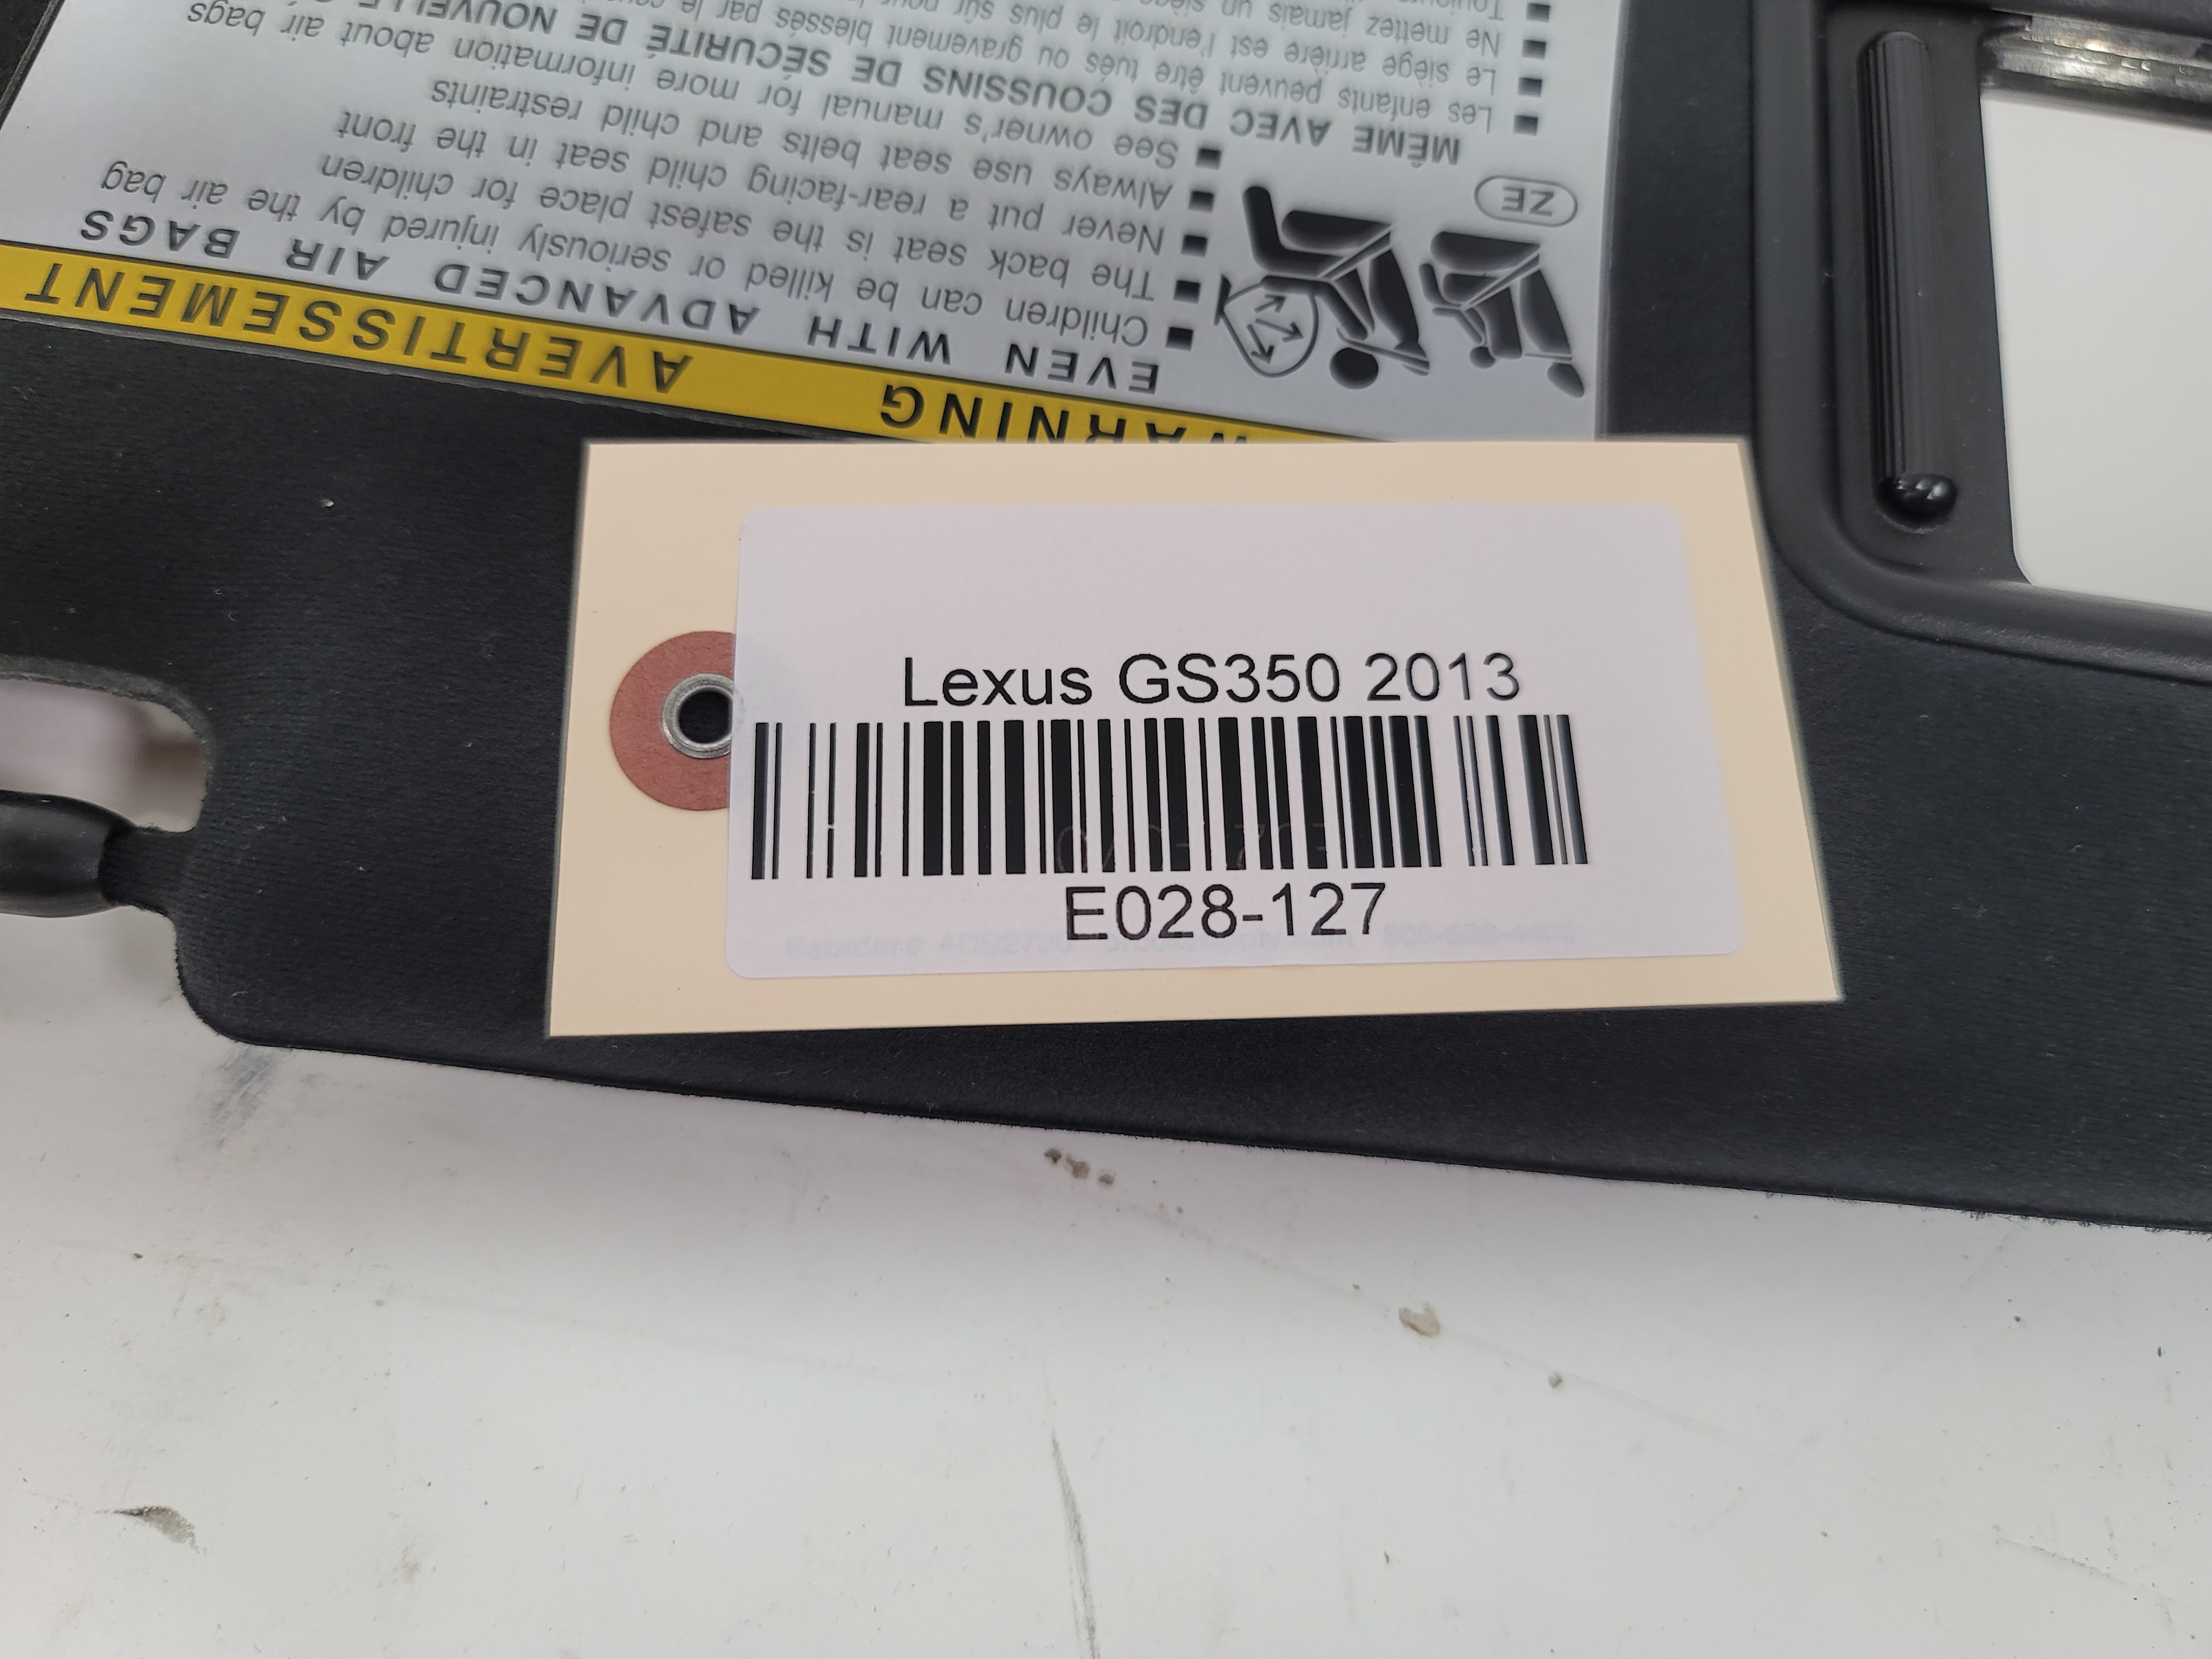 WARNING AVERTISSEMENT
EVEN WITH ADVANCED AIR BAGS
■ Children can be killed or seriously injured by the air bag
■ The back seat is the safest place for children
■ Never put a rear-facing child seat in the front
■ Always use seat belts and child restraints
■ See owner's manual for more information about air bags
ZE
MÊME AVEC DES COUSSINS DE SÉCURITÉ DE NOUVELLE
■ Les enfants peuvent être tués ou gravement blessés par le
■ Le siège arrière est l'endroit le plus sûr pour
■ Ne mettez jamais un siège
■ Toujours
Lexus GS350 2013
E028-127